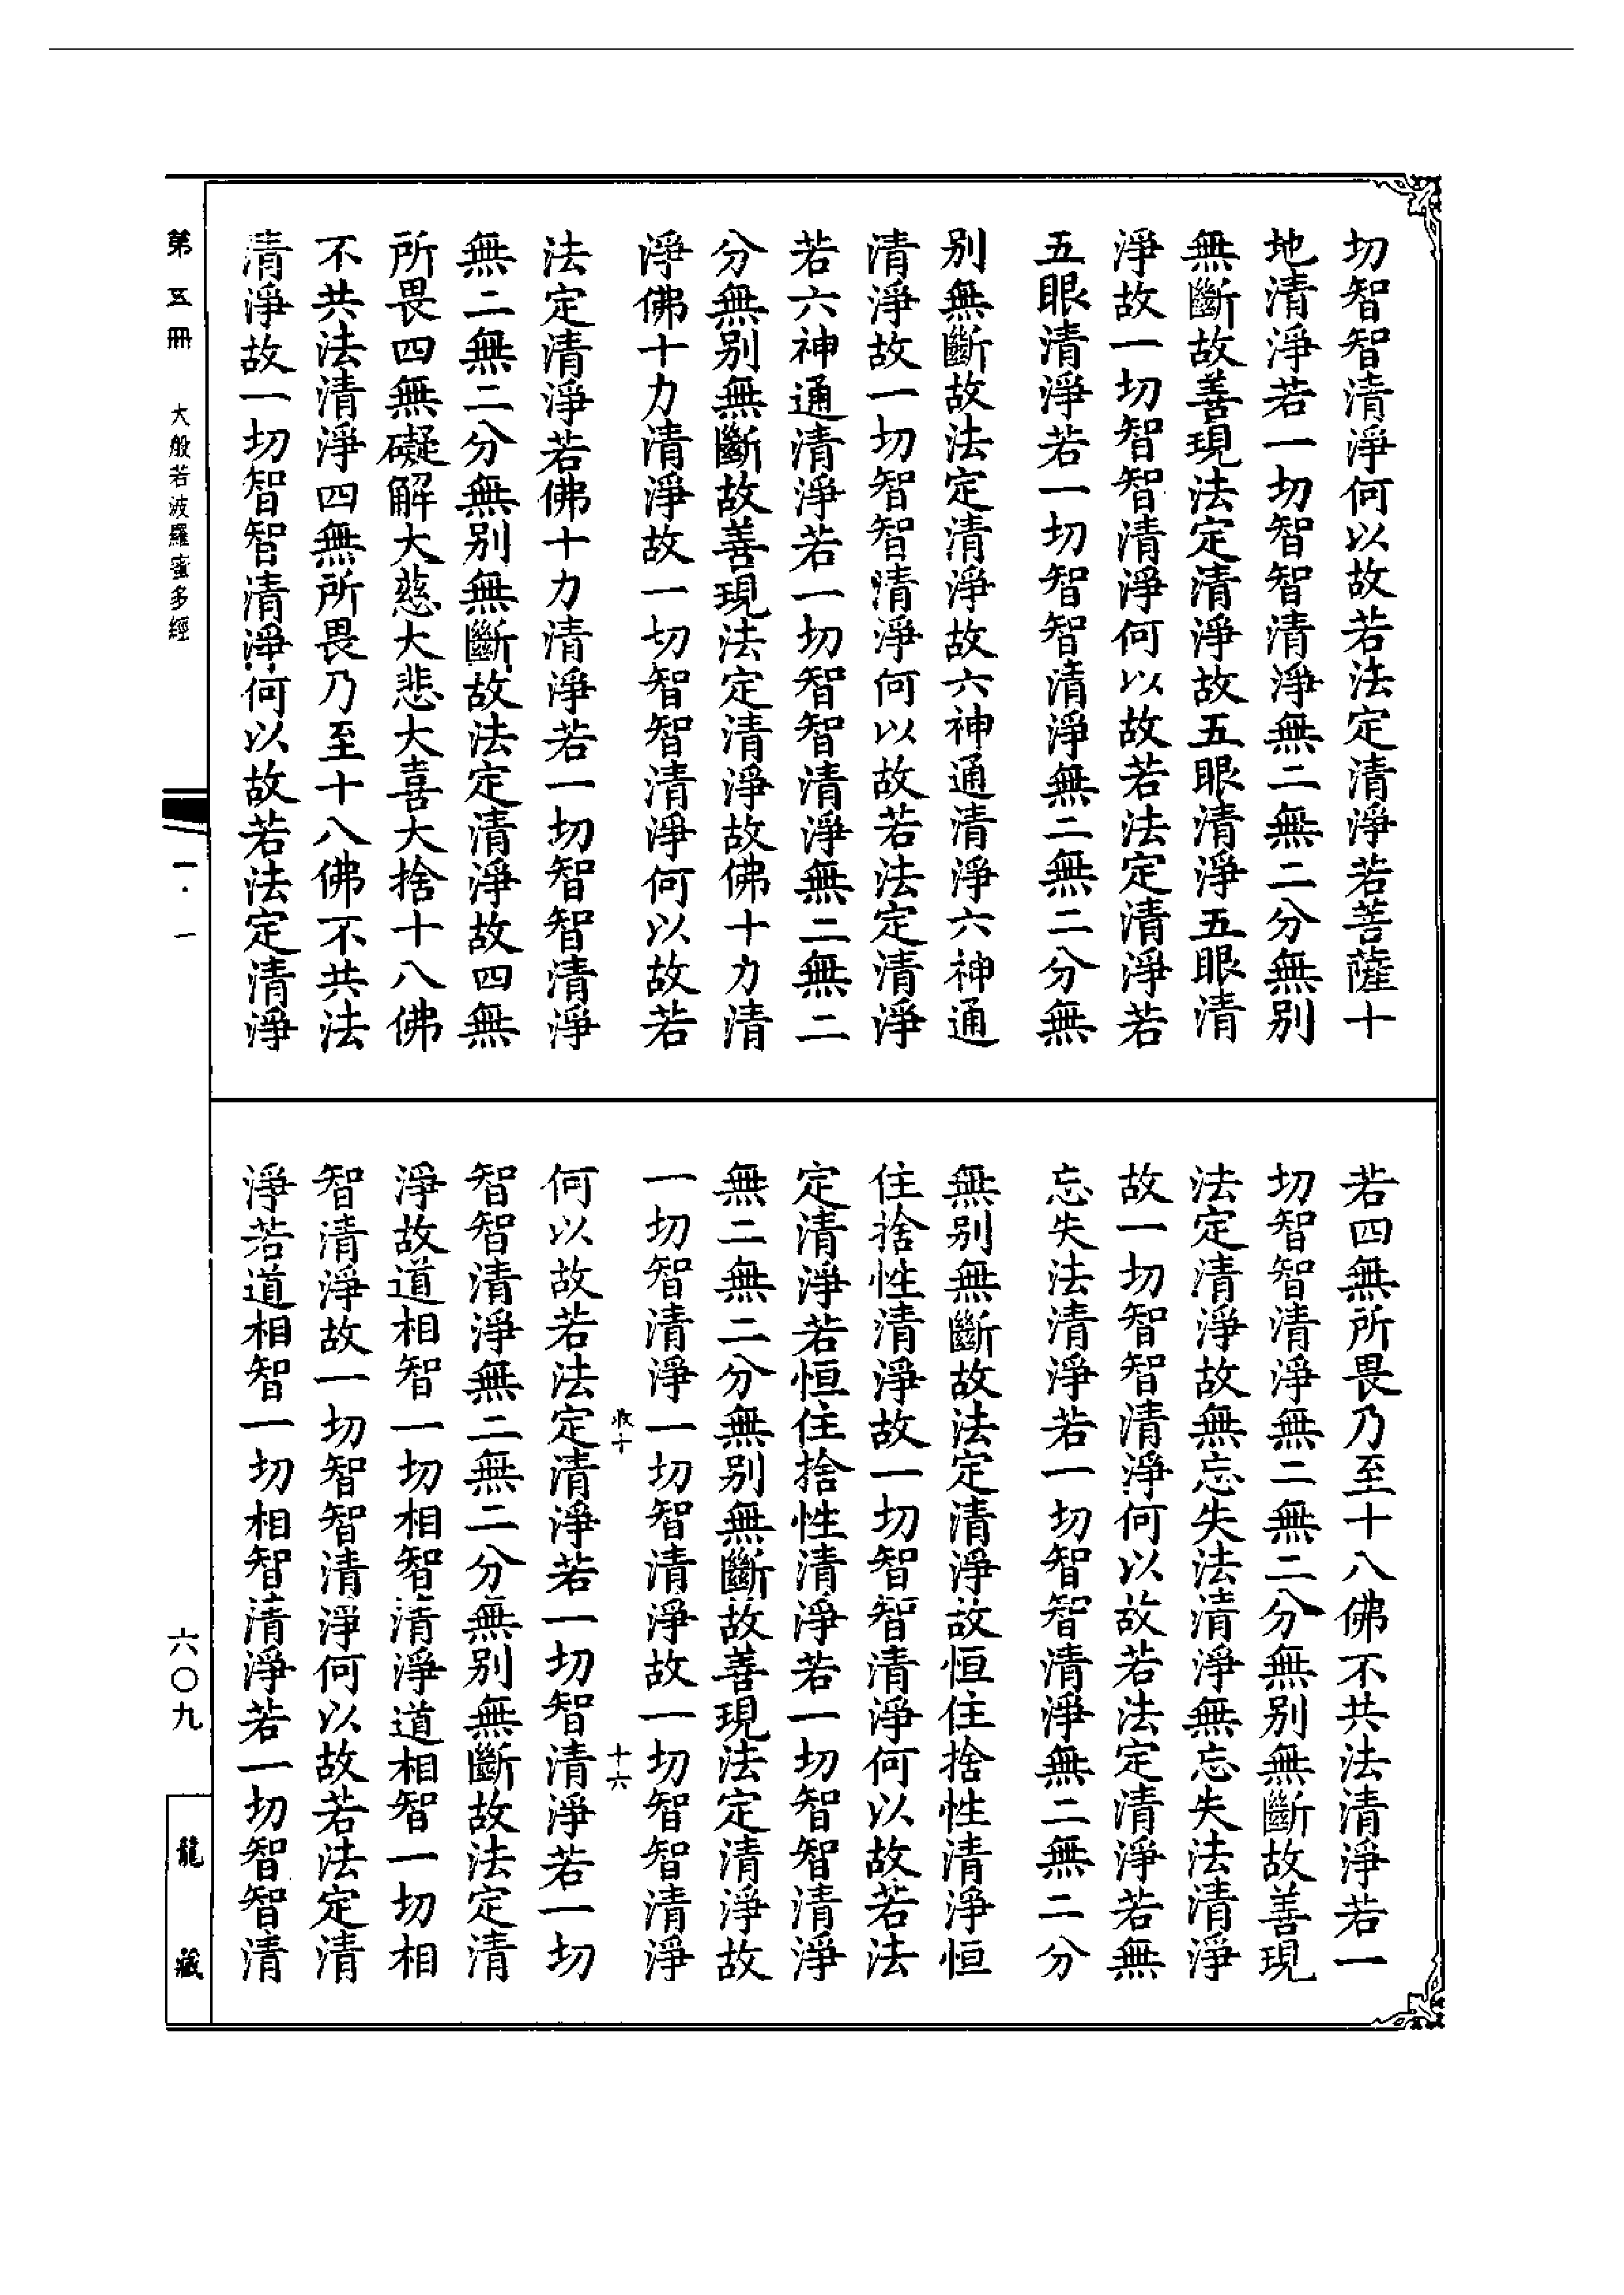 切智智清淨何以故若法定清淨若菩薩十
地清淨若一切智智清淨無二無二分無別
無斷故善現法定清淨故五眼清淨五眼清
淨故一切智智清淨何以故若法定清淨若
五眼清淨若一切智智清淨無二無二分無
別無斷故法定清淨故六神通清淨六神通
清淨故一切智智清淨何以故若法定清淨
若六神通清淨若一切智智清淨無二無二
分無別無斷故善現法定清淨故佛十力清
淨佛十力清淨故一切智智清淨何以故若
法定清淨若佛十力清淨若一切智智清淨
無二無二分無別無斷故法定清淨故四無
所畏四無礙解大慈大悲大喜大捨十八佛
不共法清淨四無所畏乃至十八佛不共法
清淨故一切智智清淨何以故若法定清淨
若四無所畏乃至十八佛不共法清淨若一
切智智清淨無二無二分無別無斷故善現
法定清淨故無忘失法清淨無忘失法清淨
故一切智智清淨何以故若法定清淨若無
忘失法清淨若一切智智清淨無二無二分
無別無斷故法定清淨故恒住捨性清淨恒
住捨性清淨故一切智智清淨何以故若法
定清淨若恒住捨性清淨若一切智智清淨
無二無二分無別無斷故善現法定清淨故
一切智清淨一切智清淨故一切智智清淨
收十
十六
何以故若法定清淨若一切智清淨若一切
智智清淨無二無二分無別無斷故法定清
淨故道相智一切相智清淨道相智一切相
智清淨故一切智智清淨何以故若法定清
淨若道相智一切相智清淨若一切智智清
第五冊
大般若波羅蜜多經
一·一
六〇九
龍藏